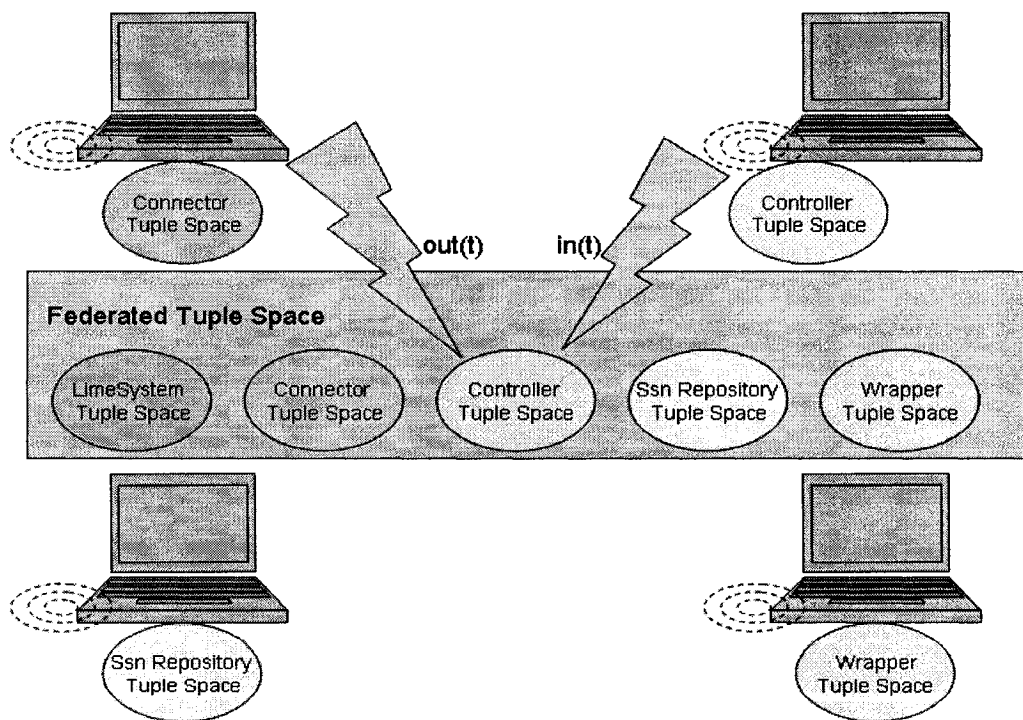 Connector
Tuple Space
Controller
Tuple Space
out(t)
in(t)
Federated Tuple Space
LimeSystem
Tuple Space
Connector
Tuple Space
Controller
Tuple Space
Ssn Repository
Tuple Space
Wrapper
Tuple Space
Ssn Repository
Tuple Space
Wrapper
Tuple Space